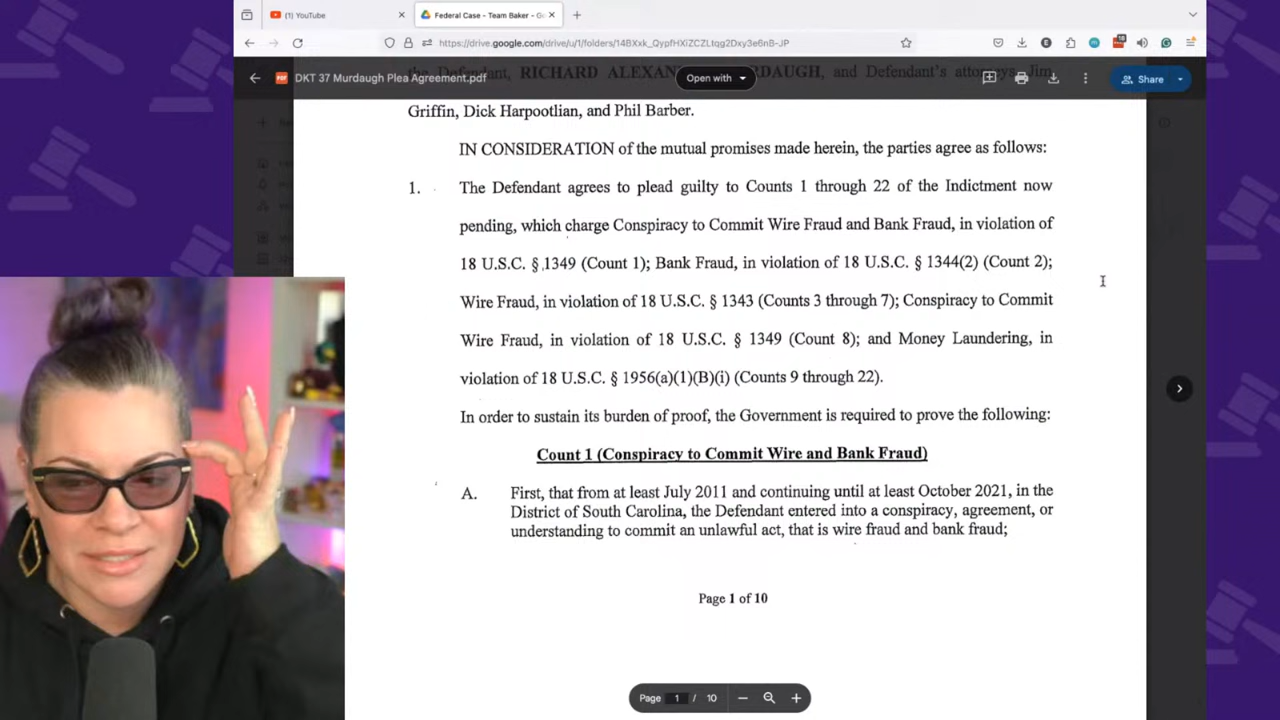 (1) YouTube
Federal Case - Team Baker - Go
https://drive.google.com/drive/u/1/folders/14BXxk_QypfHXiZCZLtqg2Dxy3e6nB-JP
18
DKT 37 Murdaugh Plea Agreement.pdf
Open with
Share
the Defendant, RICHARD ALEXAN RDAUGH, and Defendant's attorneys, Jim
Griffin, Dick Harpootlian, and Phil Barber.
IN CONSIDERATION of the mutual promises made herein, the parties agree as follows:
1. The Defendant agrees to plead guilty to Counts 1 through 22 of the Indictment now
pending, which charge Conspiracy to Commit Wire Fraud and Bank Fraud, in violation of
18 U.S.C. § 1349 (Count 1); Bank Fraud, in violation of 18 U.S.C. § 1344(2) (Count 2);
Wire Fraud, in violation of 18 U.S.C. § 1343 (Counts 3 through 7); Conspiracy to Commit
Wire Fraud, in violation of 18 U.S.C. § 1349 (Count 8); and Money Laundering, in
violation of 18 U.S.C. § 1956(a)(1)(B)(i) (Counts 9 through 22).
In order to sustain its burden of proof, the Government is required to prove the following:
Count 1 (Conspiracy to Commit Wire and Bank Fraud)
A. First, that from at least July 2011 and continuing until at least October 2021, in the
District of South Carolina, the Defendant entered into a conspiracy, agreement, or
understanding to commit an unlawful act, that is wire fraud and bank fraud;
Page 1 of 10
Page 1 / 10